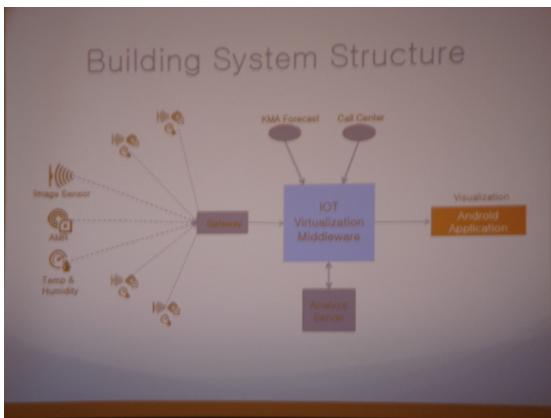 Building System Structure
KMA Forecast
Call Center
Image Sensor
AMR
Temp &
Humidity
Gateway
IOT
Virtualization
Middleware
Visualization
Android
Application
Analyze
Server